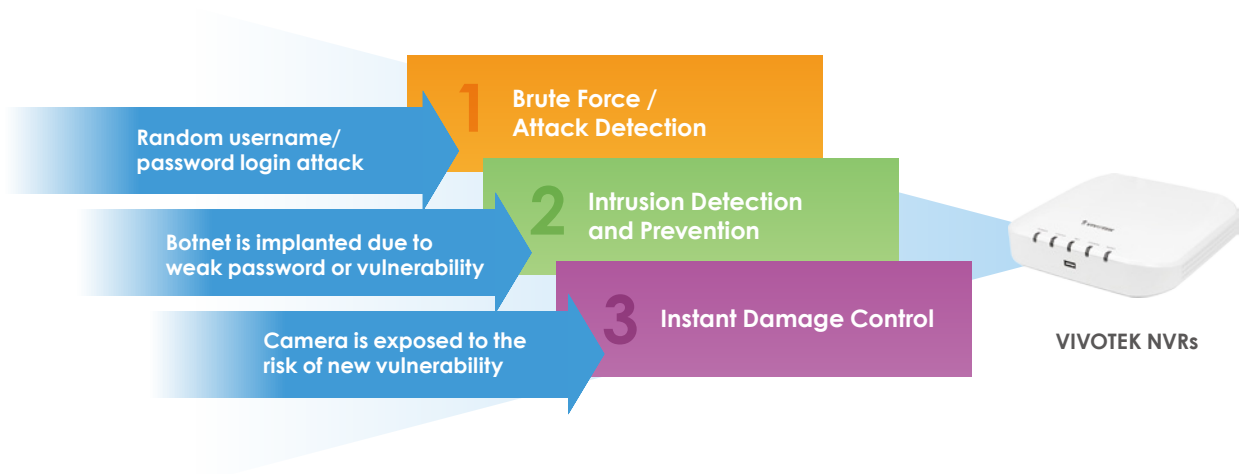 Random username/
password login attack
1
Brute Force /
Attack Detection
Botnet is implanted due to
weak password or vulnerability
2
Intrusion Detection
and Prevention
Camera is exposed to the
risk of new vulnerability
3
Instant Damage Control
VIVOTEK NVRs